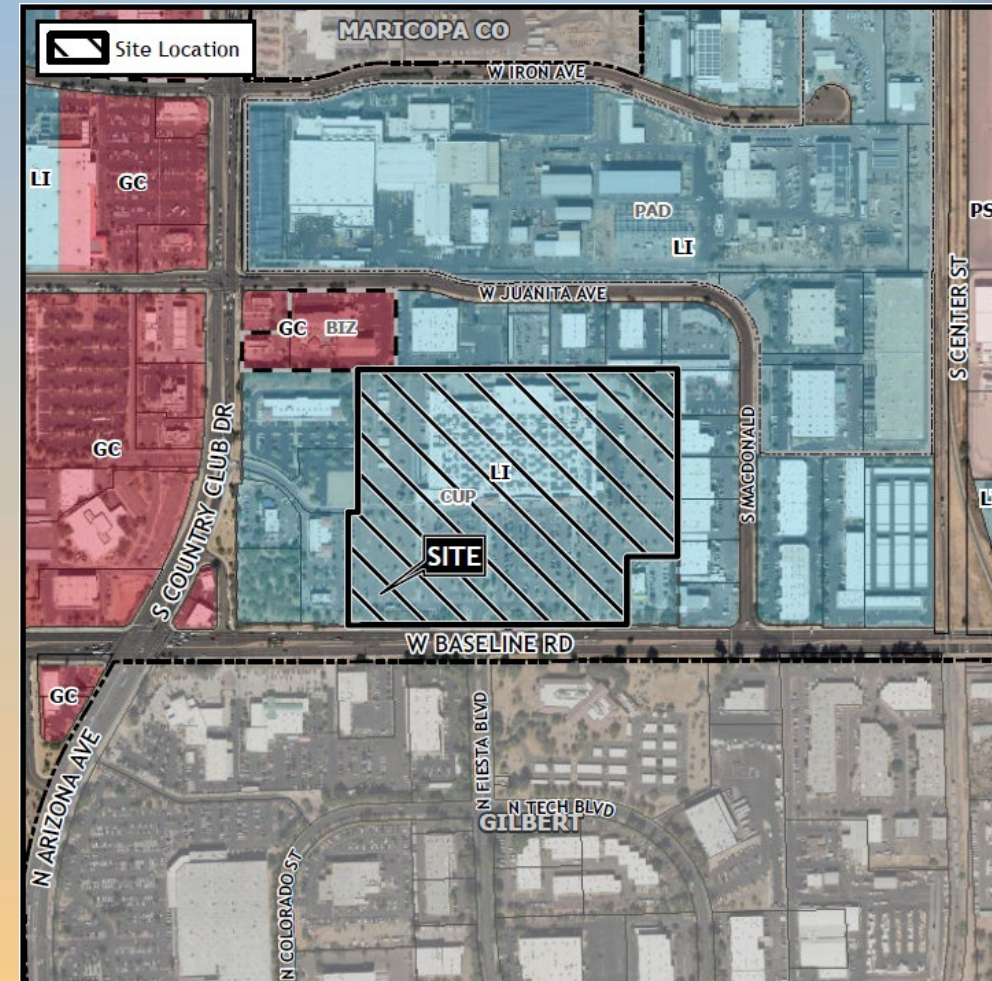 MARICOPA CO
Site Location
W IRON AVE
LI
GC
PAD
LI
PS
S CENTER ST
W JUANITA AVE
GC BIZ
GC
S COUNTRY CLUB DR
LI
CUP
S MACDONALD
SITE
W BASELINE RD
GC
N ARIZONA AVE
N FIESTA BLVD
N TECH BLVD
GILBERT
N COLORADO ST